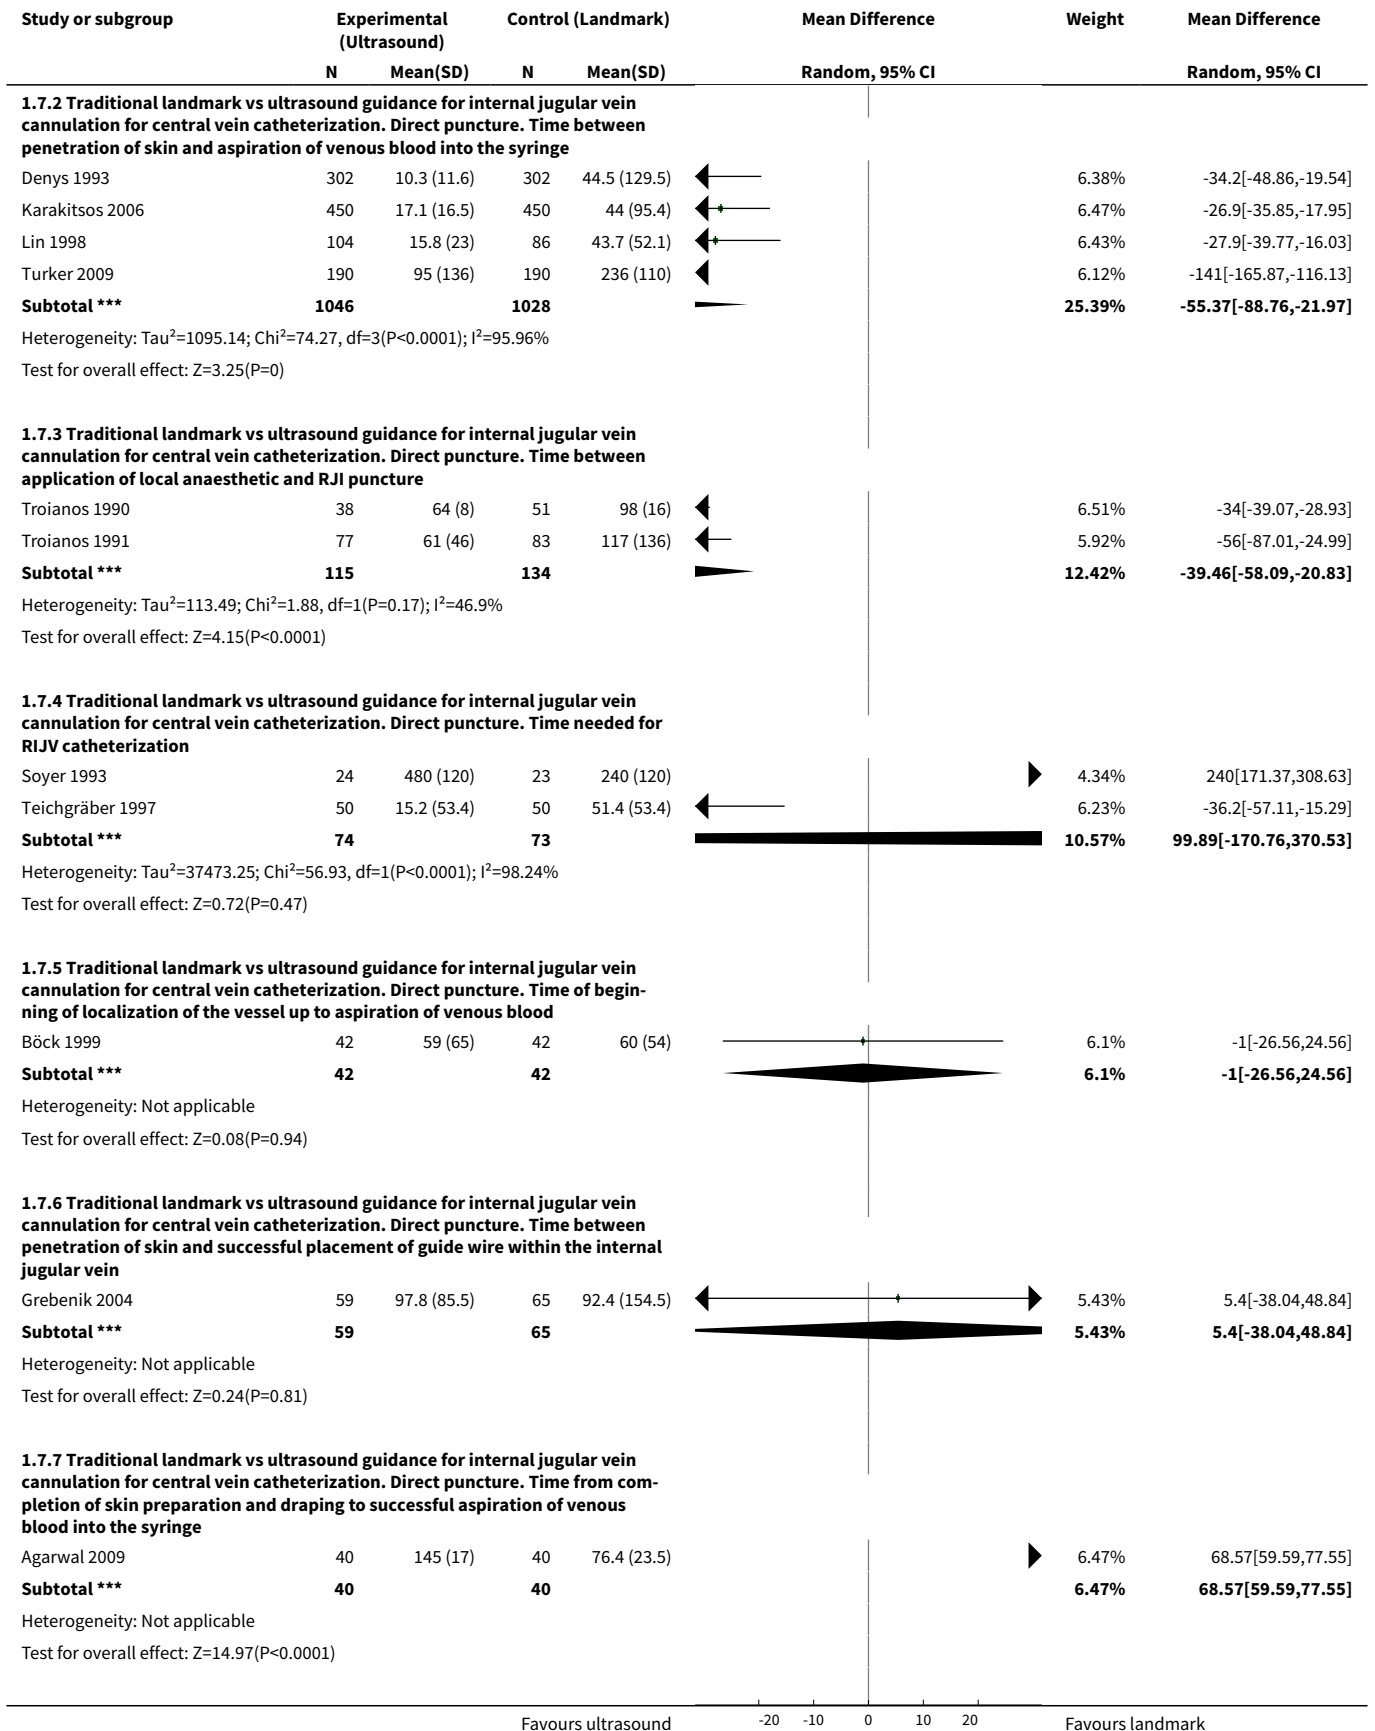 Study or subgroup Experimental (Ultrasound) Control (Landmark) Mean Difference Weight Mean Difference
N Mean(SD) N Mean(SD) Random, 95% CI Random, 95% CI
1.7.2 Traditional landmark vs ultrasound guidance for internal jugular vein
cannulation for central vein catheterization. Direct puncture. Time between
penetration of skin and aspiration of venous blood into the syringe
Denys 1993 302 10.3 (11.6) 302 44.5 (129.5) 6.38% -34.2[-48.86,-19.54]
Karakitsos 2006 450 17.1 (16.5) 450 44 (95.4) 6.47% -26.9[-35.85,-17.95]
Lin 1998 104 15.8 (23) 86 43.7 (52.1) 6.43% -27.9[-39.77,-16.03]
Turker 2009 190 95 (136) 190 236 (110) 6.12% -141[-165.87,-116.13]
Subtotal *** 1046 1028 25.39% -55.37[-88.76,-21.97]
Heterogeneity: Tau²=1095.14; Chi²=74.27, df=3(P<0.0001); I²=95.96%
Test for overall effect: Z=3.25(P=0)
1.7.3 Traditional landmark vs ultrasound guidance for internal jugular vein
cannulation for central vein catheterization. Direct puncture. Time between
application of local anaesthetic and RJI puncture
Troianos 1990 38 64 (8) 51 98 (16) 6.51% -34[-39.07,-28.93]
Troianos 1991 77 61 (46) 83 117 (136) 5.92% -56[-87.01,-24.99]
Subtotal *** 115 134 12.42% -39.46[-58.09,-20.83]
Heterogeneity: Tau²=113.49; Chi²=1.88, df=1(P=0.17); I²=46.9%
Test for overall effect: Z=4.15(P<0.0001)
1.7.4 Traditional landmark vs ultrasound guidance for internal jugular vein
cannulation for central vein catheterization. Direct puncture. Time needed for
RIJV catheterization
Soyer 1993 24 480 (120) 23 240 (120) 4.34% 240[171.37,308.63]
Teichgräber 1997 50 15.2 (53.4) 50 51.4 (53.4) 6.23% -36.2[-57.11,-15.29]
Subtotal *** 74 73 10.57% 99.89[-170.76,370.53]
Heterogeneity: Tau²=37473.25; Chi²=56.93, df=1(P<0.0001); I²=98.24%
Test for overall effect: Z=0.72(P=0.47)
1.7.5 Traditional landmark vs ultrasound guidance for internal jugular vein
cannulation for central vein catheterization. Direct puncture. Time of begin-
ning of localization of the vessel up to aspiration of venous blood
Böck 1999 42 59 (65) 42 60 (54) 6.1% -1[-26.56,24.56]
Subtotal *** 42 42 6.1% -1[-26.56,24.56]
Heterogeneity: Not applicable
Test for overall effect: Z=0.08(P=0.94)
1.7.6 Traditional landmark vs ultrasound guidance for internal jugular vein
cannulation for central vein catheterization. Direct puncture. Time between
penetration of skin and successful placement of guide wire within the internal
jugular vein
Grebenik 2004 59 97.8 (85.5) 65 92.4 (154.5) 5.43% 5.4[-38.04,48.84]
Subtotal *** 59 65 5.43% 5.4[-38.04,48.84]
Heterogeneity: Not applicable
Test for overall effect: Z=0.24(P=0.81)
1.7.7 Traditional landmark vs ultrasound guidance for internal jugular vein
cannulation for central vein catheterization. Direct puncture. Time from com-
pletion of skin preparation and draping to successful aspiration of venous
blood into the syringe
Agarwal 2009 40 145 (17) 40 76.4 (23.5) 6.47% 68.57[59.59,77.55]
Subtotal *** 40 40 6.47% 68.57[59.59,77.55]
Heterogeneity: Not applicable
Test for overall effect: Z=14.97(P<0.0001)
Favours ultrasound -20 -10 0 10 20 Favours landmark